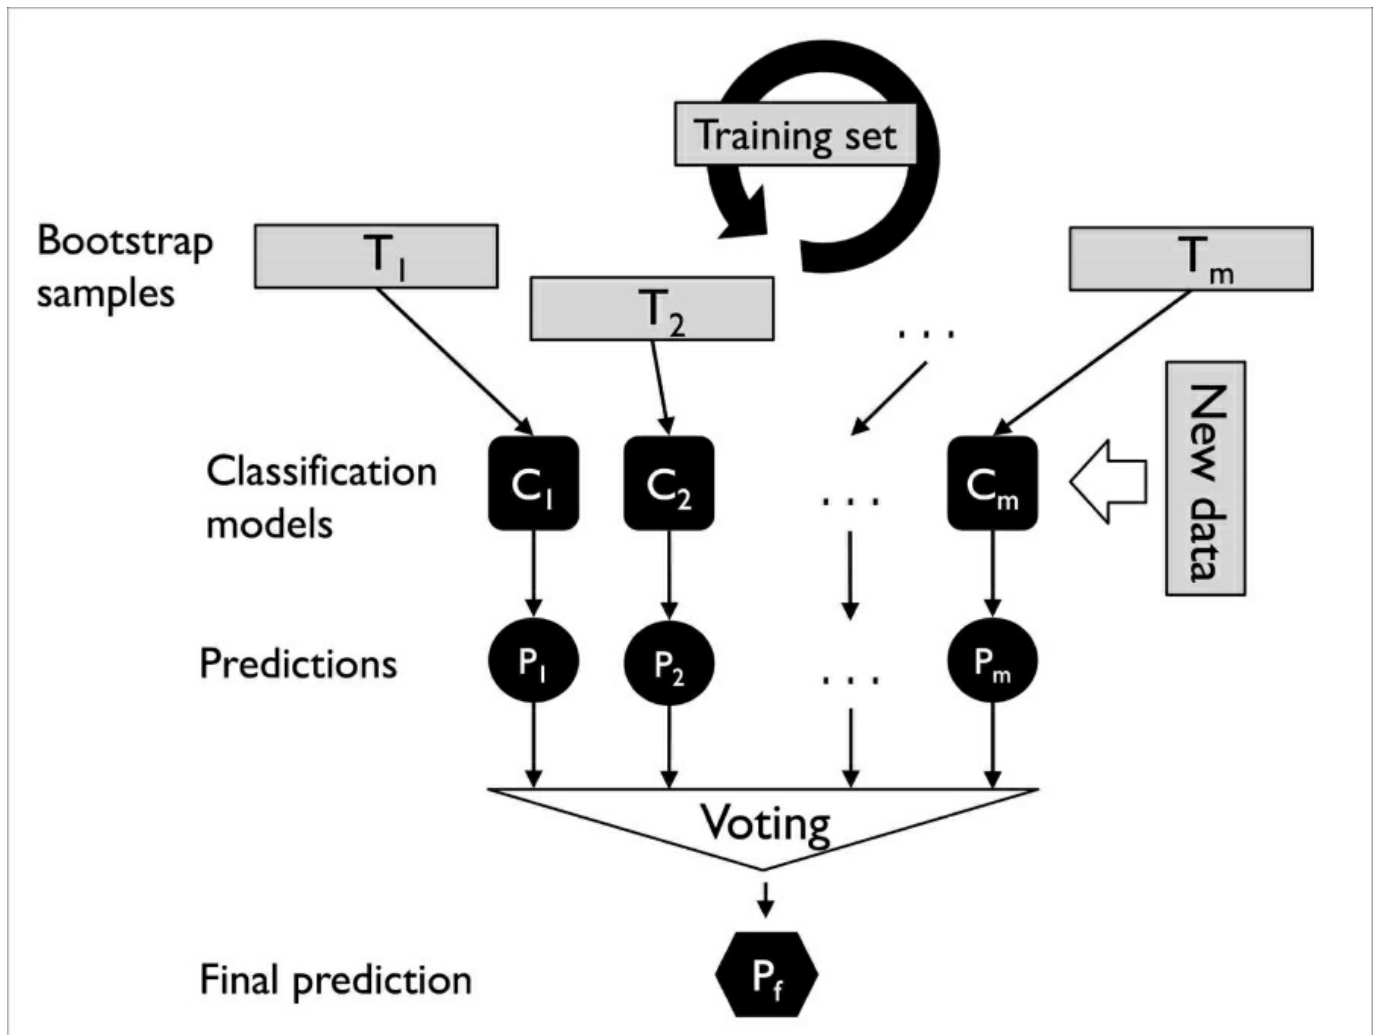 Training set
Bootstrap
samples
T1
T2
Tm
. . .
New data
Classification
models
C1
C2
. . .
Cm
Predictions
P1
P2
. . .
Pm
Voting
Final prediction
Pf